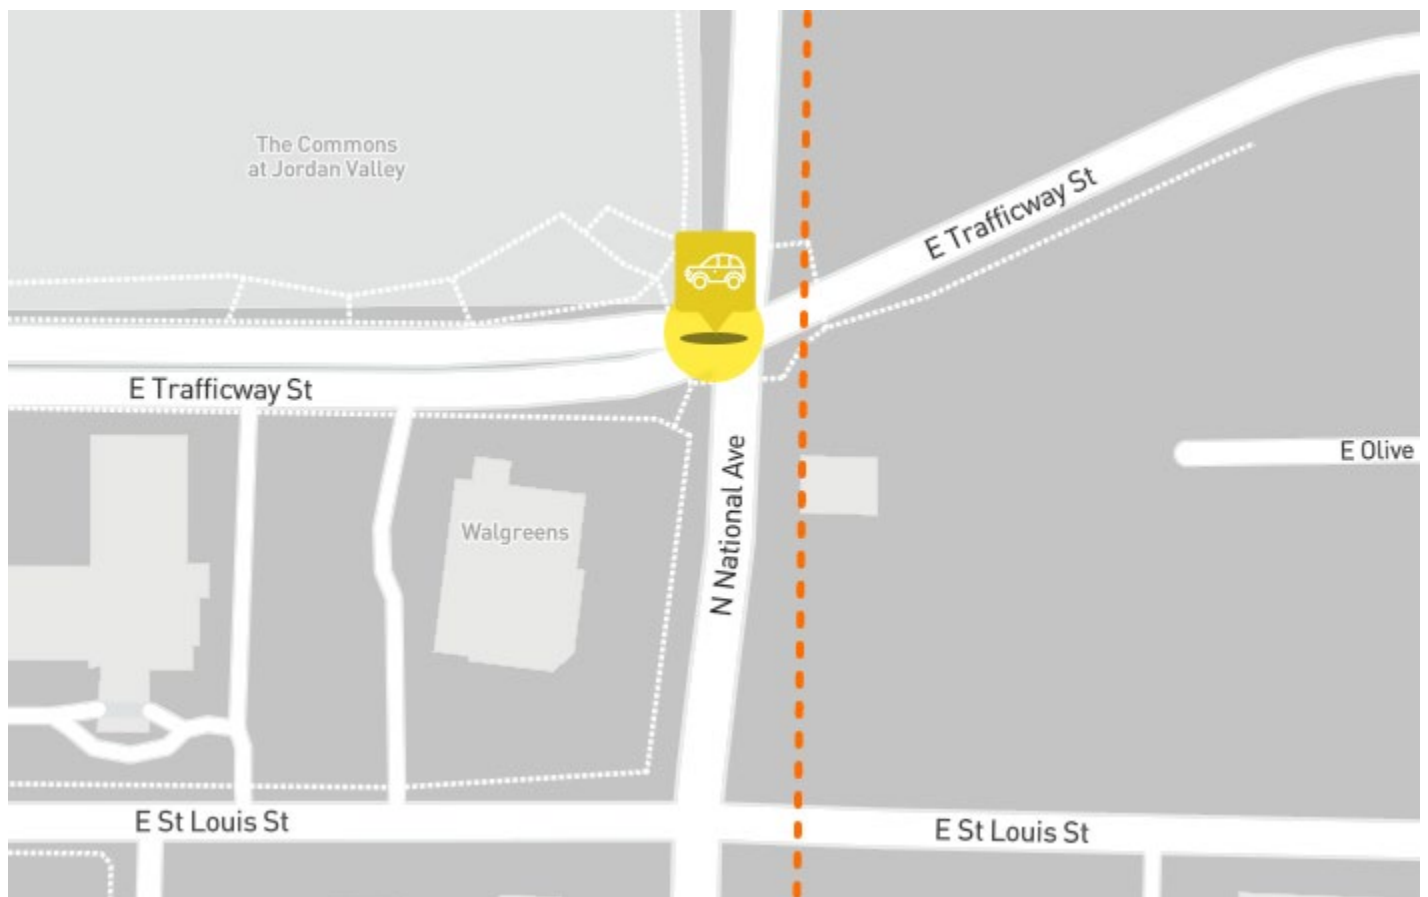 The Commons
at Jordan Valley
E Trafficway St
E Trafficway St
E Olive
N National Ave
Walgreens
E St Louis St
E St Louis St